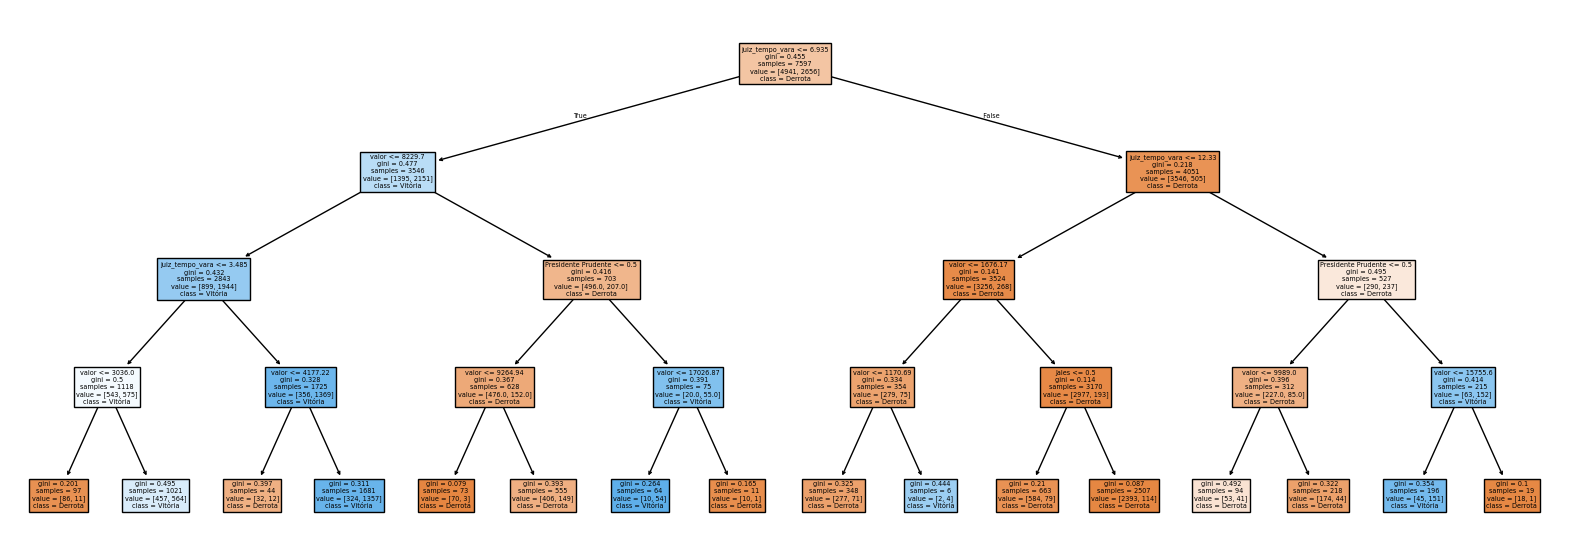 juiz_tempo_vara <= 6.935
gini = 0.455
samples = 7597
value = [4941, 2656]
class = Derrota
True
False
valor <= 8229.7
gini = 0.477
samples = 3546
value = [1395, 2151]
class = Vitória
juiz_tempo_vara <= 12.33
gini = 0.218
samples = 4051
value = [3546, 505]
class = Derrota
juiz_tempo_vara <= 3.485
gini = 0.432
samples = 2843
value = [899, 1944]
class = Vitória
Presidente Prudente <= 0.5
gini = 0.416
samples = 703
value = [496.0, 207.0]
class = Derrota
valor <= 1676.17
gini = 0.141
samples = 3524
value = [3256, 268]
class = Derrota
Presidente Prudente <= 0.5
gini = 0.495
samples = 527
value = [290, 237]
class = Derrota
valor <= 3036.0
gini = 0.5
samples = 1118
value = [543, 575]
class = Vitória
valor <= 4177.22
gini = 0.328
samples = 1725
value = [356, 1369]
class = Vitória
valor <= 9264.94
gini = 0.367
samples = 628
value = [476.0, 152.0]
class = Derrota
valor <= 17026.87
gini = 0.391
samples = 75
value = [20.0, 55.0]
class = Vitória
valor <= 1170.69
gini = 0.334
samples = 354
value = [279, 75]
class = Derrota
Jales <= 0.5
gini = 0.114
samples = 3170
value = [2977, 193]
class = Derrota
valor <= 9989.0
gini = 0.396
samples = 312
value = [227.0, 85.0]
class = Derrota
valor <= 15755.6
gini = 0.414
samples = 215
value = [63, 152]
class = Vitória
gini = 0.201
samples = 97
value = [86, 11]
class = Derrota
gini = 0.495
samples = 1021
value = [457, 564]
class = Vitória
gini = 0.397
samples = 44
value = [32, 12]
class = Derrota
gini = 0.311
samples = 1681
value = [324, 1357]
class = Vitória
gini = 0.079
samples = 73
value = [70, 3]
class = Derrota
gini = 0.393
samples = 555
value = [406, 149]
class = Derrota
gini = 0.264
samples = 64
value = [10, 54]
class = Vitória
gini = 0.165
samples = 11
value = [10, 1]
class = Derrota
gini = 0.325
samples = 348
value = [277, 71]
class = Derrota
gini = 0.444
samples = 6
value = [2, 4]
class = Vitória
gini = 0.21
samples = 663
value = [584, 79]
class = Derrota
gini = 0.087
samples = 2507
value = [2393, 114]
class = Derrota
gini = 0.492
samples = 94
value = [53, 41]
class = Derrota
gini = 0.322
samples = 218
value = [174, 44]
class = Derrota
gini = 0.354
samples = 196
value = [45, 151]
class = Vitória
gini = 0.1
samples = 19
value = [18, 1]
class = Derrota